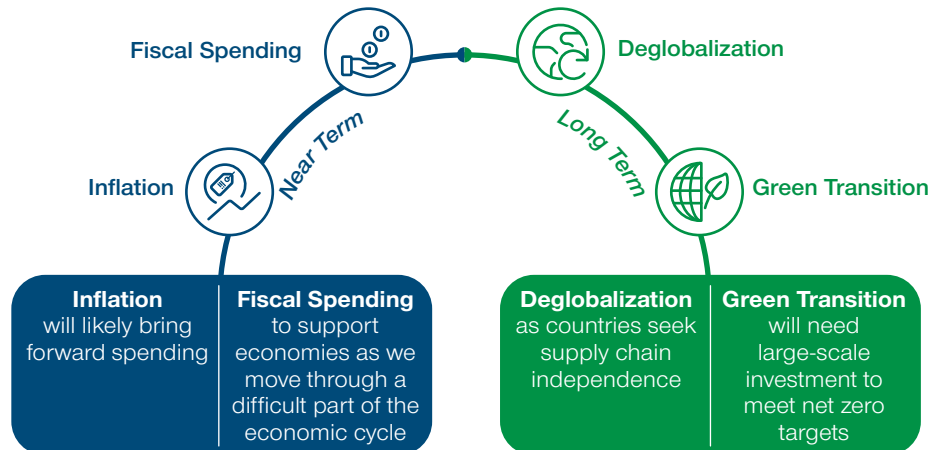 Fiscal Spending
Deglobalization
Near Term
Long Term
Inflation
Green Transition
Inflation
will likely bring
forward spending
Fiscal Spending
to support
economies as we
move through a
difficult part of the
economic cycle
Deglobalization
as countries seek
supply chain
independence
Green Transition
will need
large-scale
investment to
meet net zero
targets